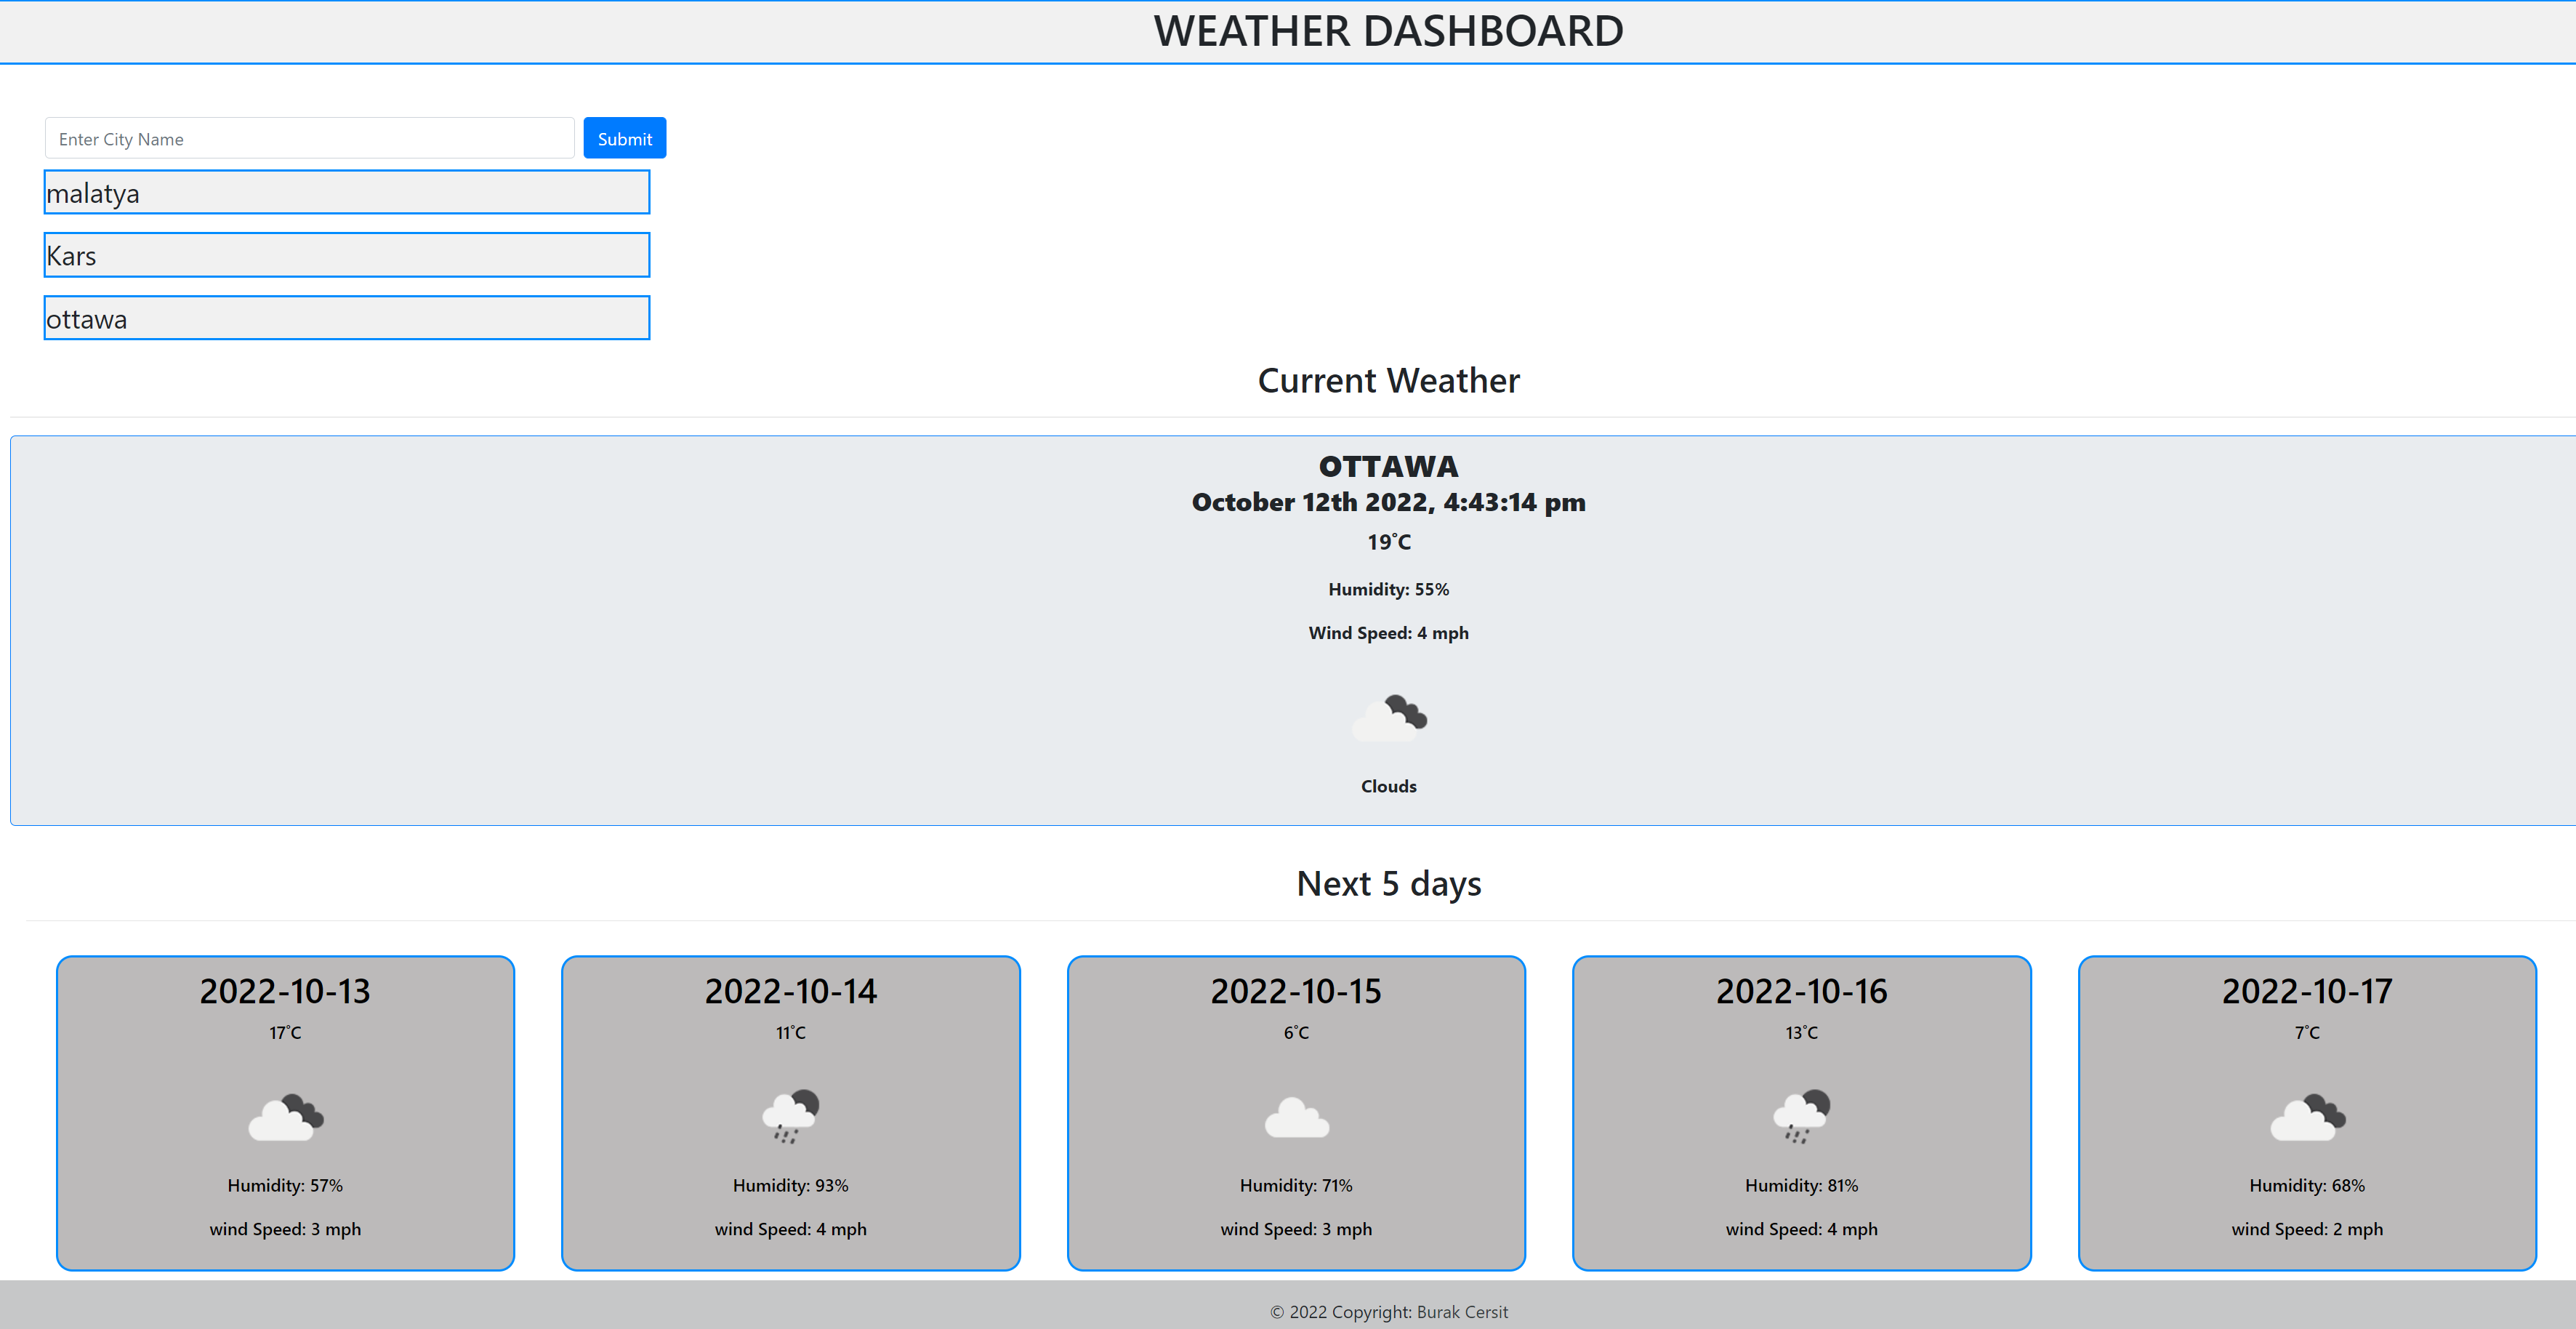 WEATHER DASHBOARD
Enter City Name Submit
malatya
Kars
ottawa
Current Weather
OTTAWA
October 12th 2022, 4:43:14 pm
19°C
Humidity: 55%
Wind Speed: 4 mph
Clouds
Next 5 days
2022-10-13
17°C
Humidity: 57%
wind Speed: 3 mph
2022-10-14
11°C
Humidity: 93%
wind Speed: 4 mph
2022-10-15
6°C
Humidity: 71%
wind Speed: 3 mph
2022-10-16
13°C
Humidity: 81%
wind Speed: 4 mph
2022-10-17
7°C
Humidity: 68%
wind Speed: 2 mph
© 2022 Copyright: Burak Cersit